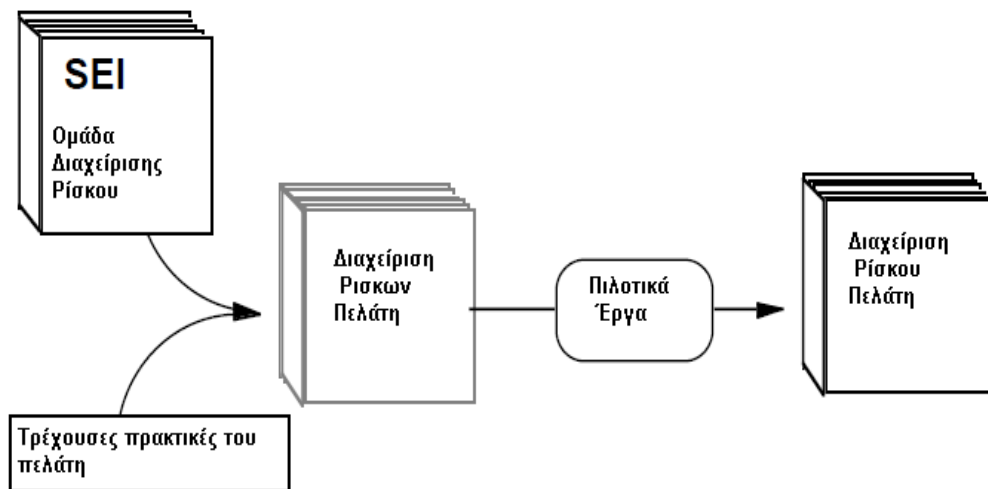 SEI
Ομάδα
Διαχείρισης
Ρίσκου
Διαχείριση
Ρισκων
Πελάτη
Πιλοτικά
Έργα
Διαχείριση
Ρίσκου
Πελάτη
Τρέχουσες πρακτικές του
πελάτη